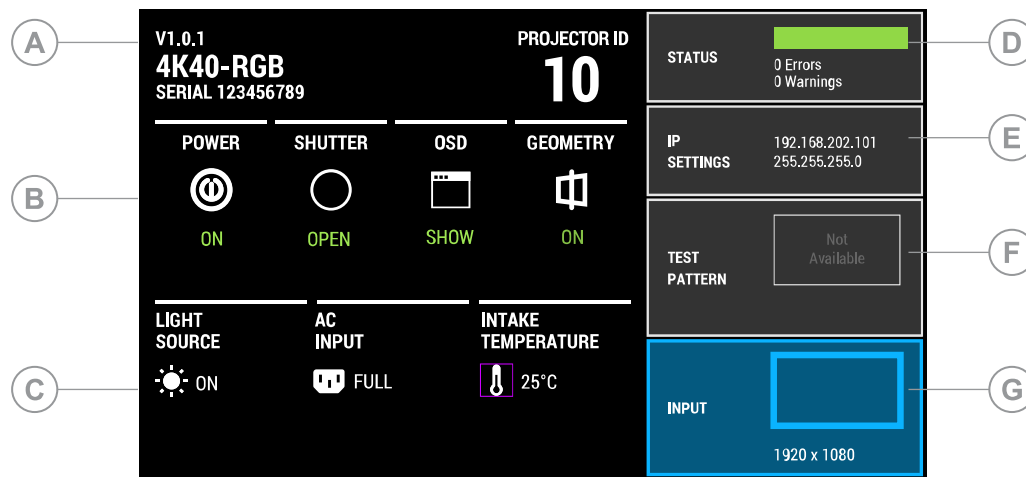 A
V1.0.1
4K40-RGB
SERIAL 123456789
PROJECTOR ID
10
B
POWER
ON
SHUTTER
OPEN
OSD
SHOW
GEOMETRY
ON
C
LIGHT
SOURCE
ON
AC
INPUT
FULL
INTAKE
TEMPERATURE
25°C
D
STATUS
0 Errors
0 Warnings
E
IP
SETTINGS
192.168.202.101
255.255.255.0
F
TEST
PATTERN
Not
Available
G
INPUT
1920 x 1080